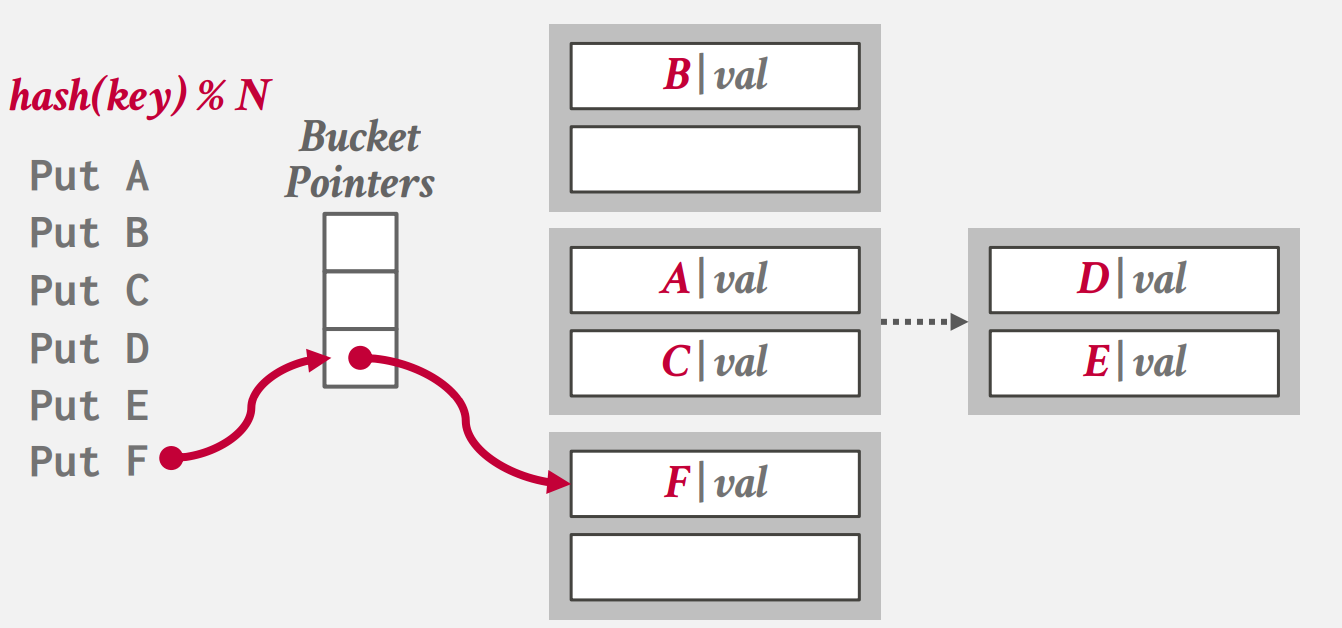 hash(key) % N
Put A
Put B
Put C
Put D
Put E
Put F
Bucket
Pointers
B|val
A|val
C|val
F|val
D|val
E|val